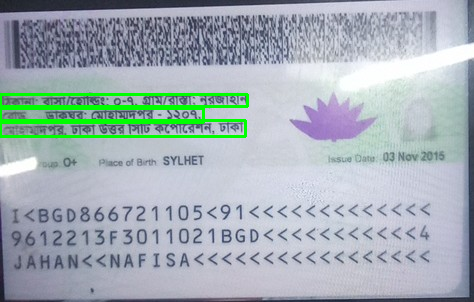 ঠিকানা: বাসা/হোল্ডিং: ০-৭, গ্রাম/রাস্তা: নূরজাহান
রোড, ডাকঘর: মোহাম্মদপুর - ১২০৭,
মোহাম্মদপুর, ঢাকা উত্তর সিটি কর্পোরেশন, ঢাকা
Group: O+ Place of Birth: SYLHET Issue Date: 03 Nov 2015
I<BGD866721105<91<<<<<<<<<<<<<<<
9612213F3011021BGD<<<<<<<<<<<<4
JAHAN<<NAFISA<<<<<<<<<<<<<<<<<<